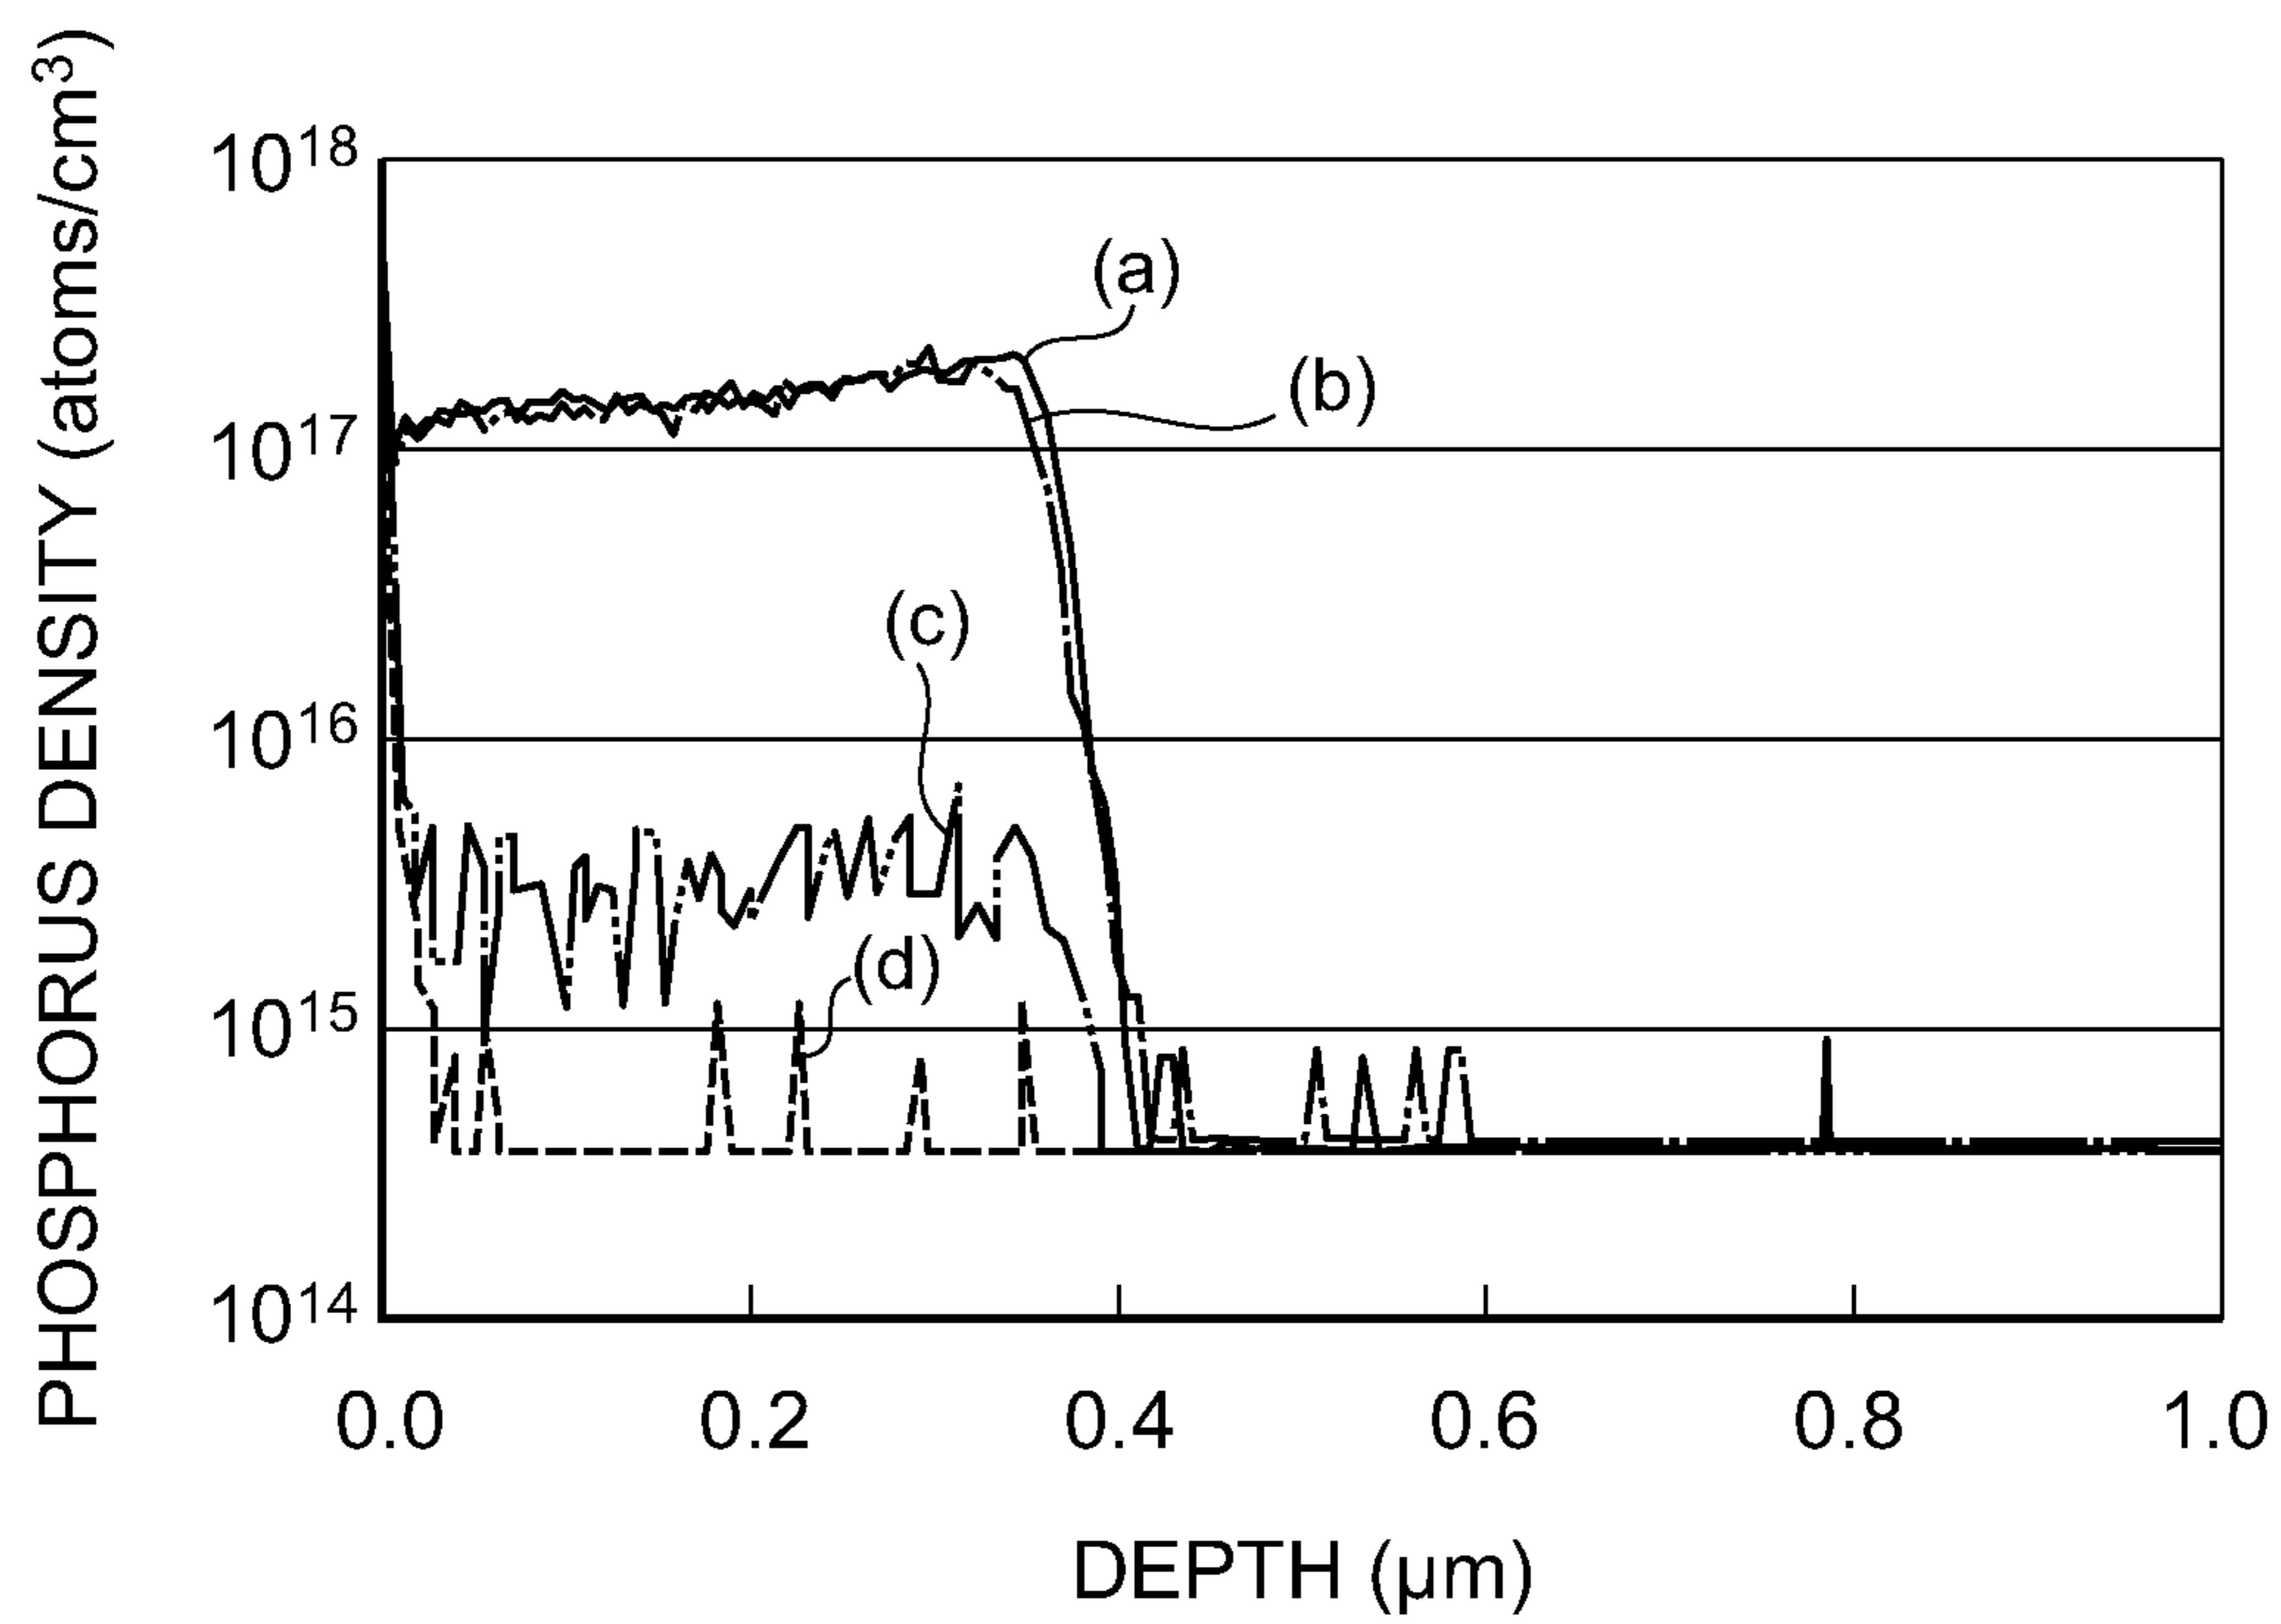 PHOSPHORUS DENSITY (atoms/cm³)
10¹⁸
10¹⁷
10¹⁶
10¹⁵
10¹⁴
(a)
(b)
(c)
(d)
0.0 0.2 0.4 0.6 0.8 1.0
DEPTH (µm)